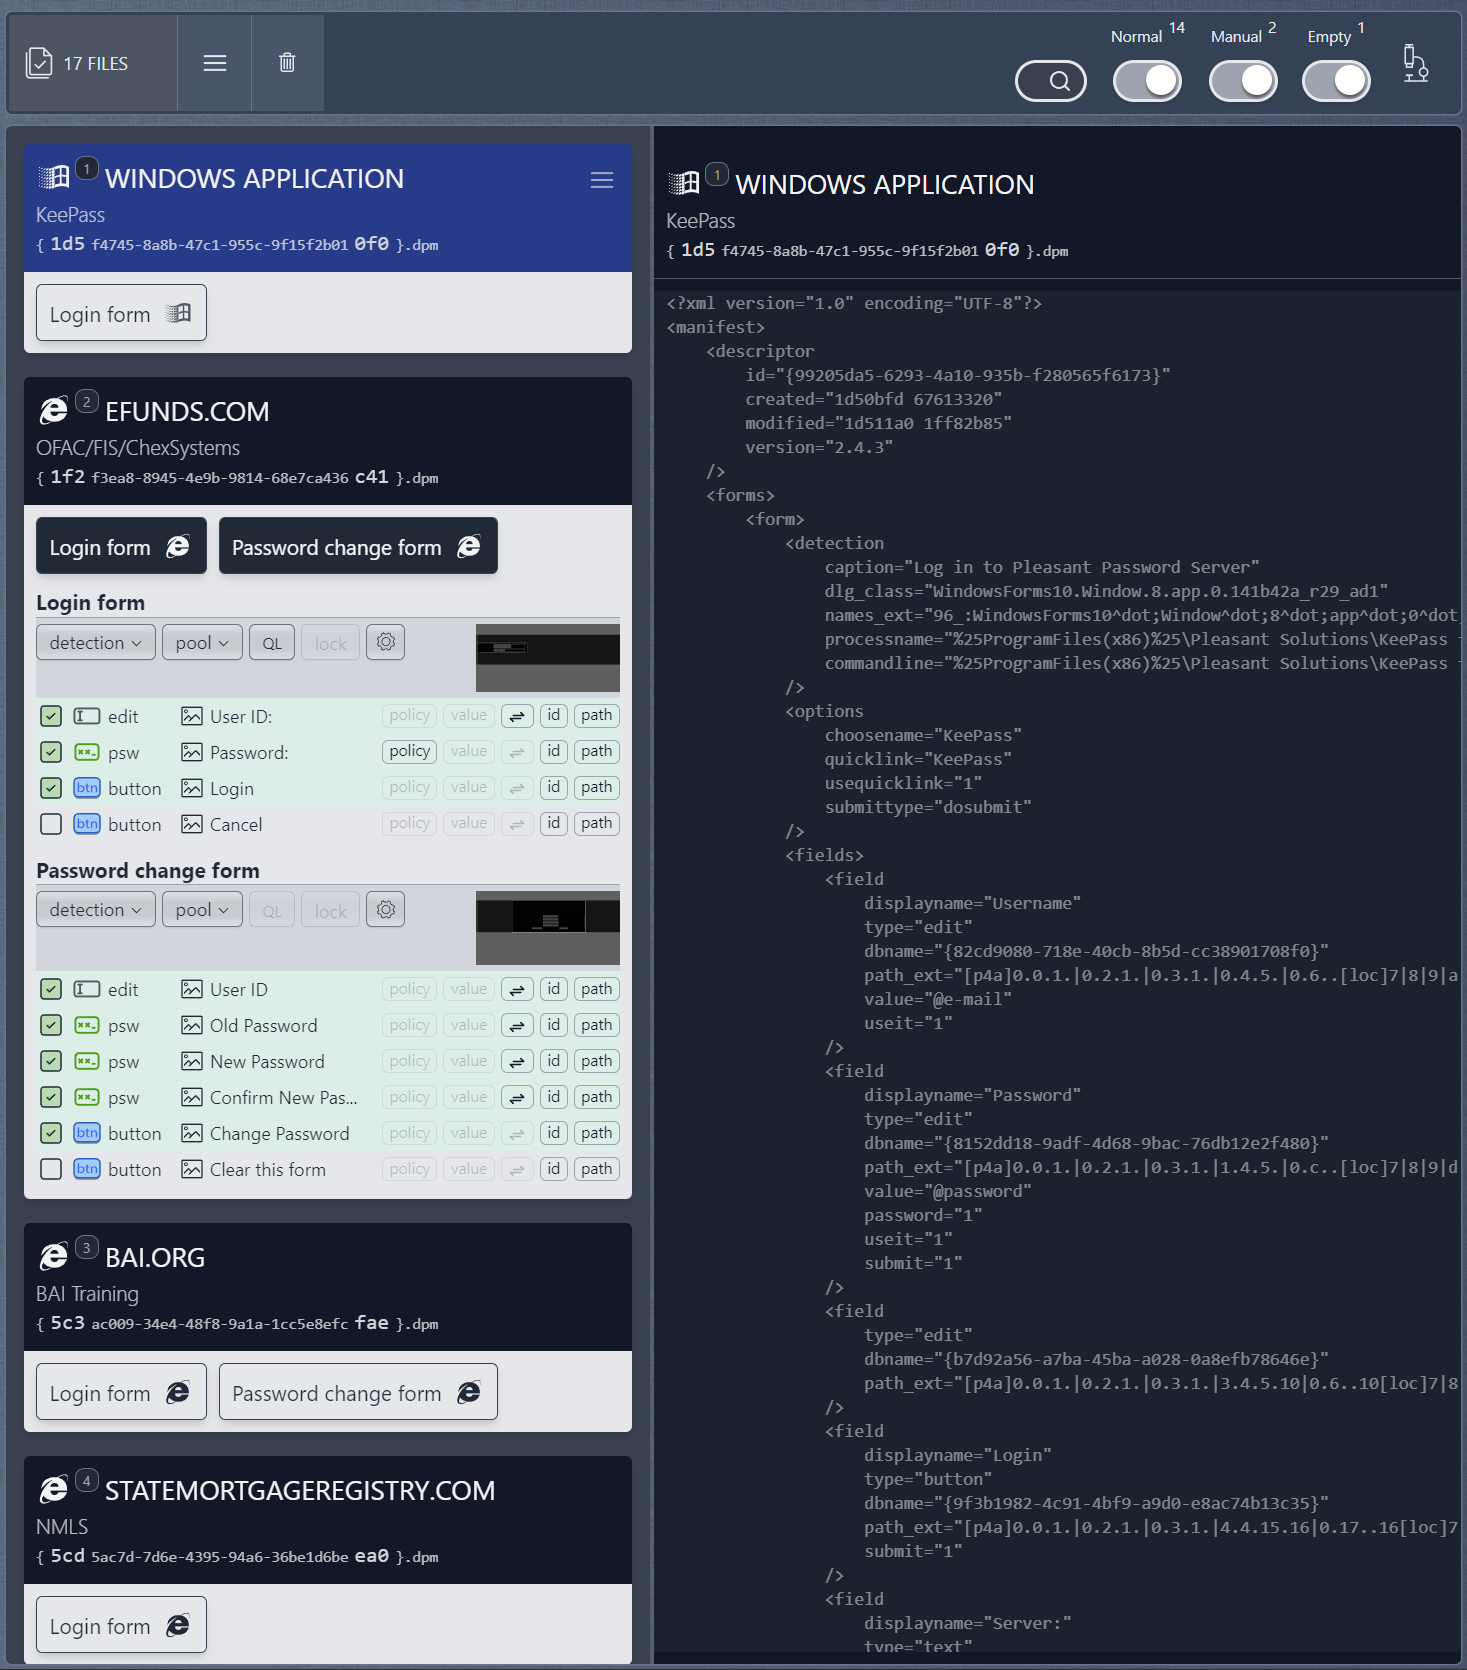 17 FILES
Normal 14
Manual 2
Empty 1
1 WINDOWS APPLICATION
KeePass
{ 1d5 f4745-8a8b-47c1-955c-9f15f2b01 0f0 }.dpm
Login form
2 EFUNDS.COM
OFAC/FIS/ChexSystems
{ 1f2 f3ea8-8945-4e9b-9814-68e7ca436 c41 }.dpm
Login form Password change form
Login form
detection pool QL lock
edit User ID: policy value id path
psw Password: policy value id path
btn button Login policy value id path
btn button Cancel policy value id path
Password change form
detection pool QL lock
edit User ID policy value id path
psw Old Password policy value id path
psw New Password policy value id path
psw Confirm New Pas... policy value id path
btn button Change Password policy value id path
btn button Clear this form policy value id path
3 BAI.ORG
BAI Training
{ 5c3 ac009-34e4-48f8-9a1a-1cc5e8efc fae }.dpm
Login form Password change form
4 STATEMORTGAGEREGISTRY.COM
NMLS
{ 5cd 5ac7d-7d6e-4395-94a6-36be1d6be ea0 }.dpm
Login form
1 WINDOWS APPLICATION
KeePass
{ 1d5 f4745-8a8b-47c1-955c-9f15f2b01 0f0 }.dpm
<?xml version="1.0" encoding="UTF-8"?>
<manifest>
<descriptor
id="{99205da5-6293-4a10-935b-f280565f6173}"
created="1d50bfd 67613320"
modified="1d511a0 1ff82b85"
version="2.4.3"
/>
<forms>
<form>
<detection
caption="Log in to Pleasant Password Server"
dlg_class="WindowsForms10.Window.8.app.0.141b42a_r29_ad1"
names_ext="96_:WindowsForms10^dot;Window^dot;8^dot;app^dot;0^dot
processname="%25ProgramFiles(x86)%25\Pleasant Solutions\KeePass
commandline="%25ProgramFiles(x86)%25\Pleasant Solutions\KeePass
/>
<options
choosename="KeePass"
quicklink="KeePass"
usequicklink="1"
submittype="dosubmit"
/>
<fields>
<field
displayname="Username"
type="edit"
dbname="{82cd9080-718e-40cb-8b5d-cc38901708f0}"
path_ext="[p4a]0.0.1.|0.2.1.|0.3.1.|0.4.5.|0.6..[loc]7|8|9|a
value="@e-mail"
useit="1"
/>
<field
displayname="Password"
type="edit"
dbname="{8152dd18-9adf-4d68-9bac-76db12e2f480}"
path_ext="[p4a]0.0.1.|0.2.1.|0.3.1.|1.4.5.|0.c..[loc]7|8|9|d
value="@password"
password="1"
useit="1"
submit="1"
/>
<field
type="edit"
dbname="{b7d92a56-a7ba-45ba-a028-0a8efb78646e}"
path_ext="[p4a]0.0.1.|0.2.1.|0.3.1.|3.4.5.10|0.6..10[loc]7|8
/>
<field
displayname="Login"
type="button"
dbname="{9f3b1982-4c91-4bf9-a9d0-e8ac74b13c35}"
path_ext="[p4a]0.0.1.|0.2.1.|0.3.1.|4.4.15.16|0.17..16[loc]7
submit="1"
/>
<field
displayname="Server:"
type="text"